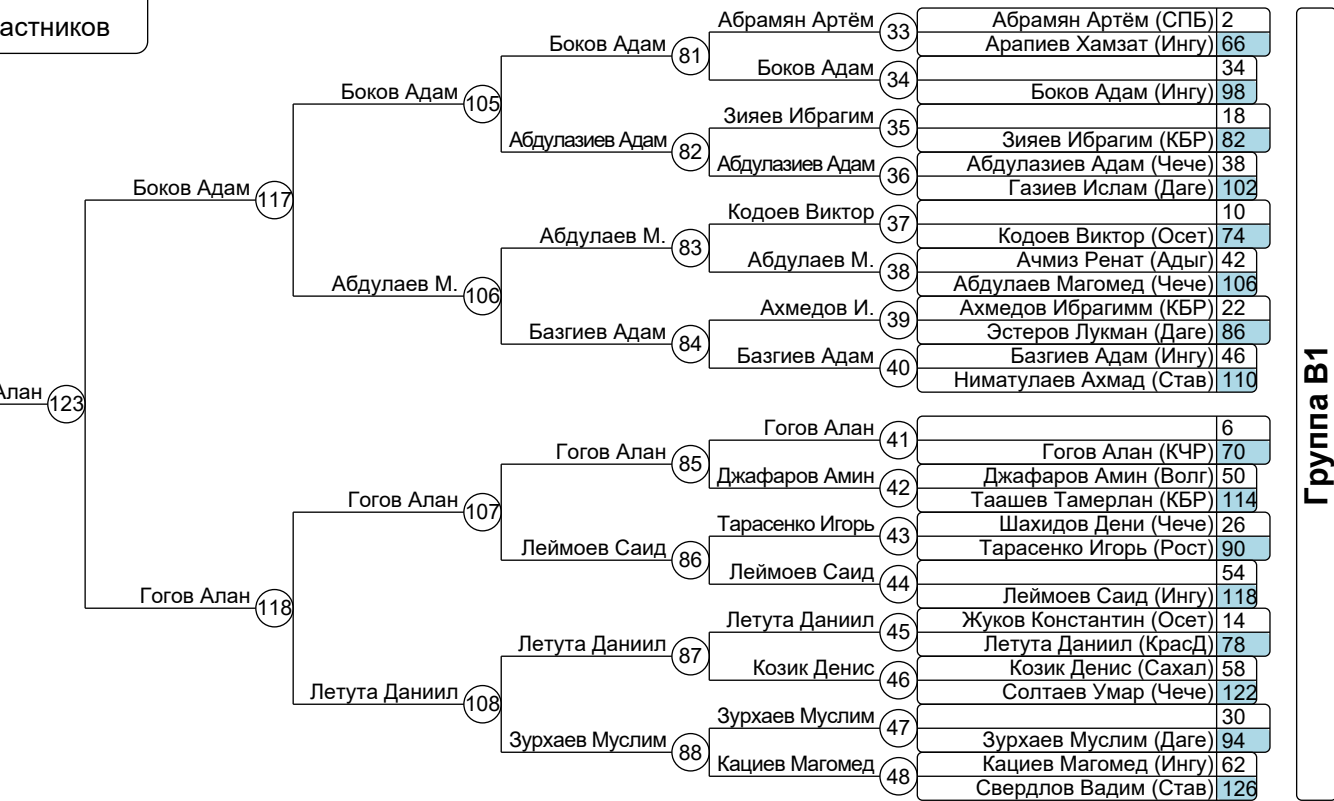 астников
Абрамян Артём 33 Абрамян Артём (СПБ) 2
Арапиев Хамзат (Ингу) 66
Боков Адам 81
Боков Адам 34 34
Боков Адам (Ингу) 98
Боков Адам 105
Зияев Ибрагим 35 18
Зияев Ибрагим (КБР) 82
Абдулазиев Адам 82
Абдулазиев Адам 36 Абдулазиев Адам (Чече) 38
Газиев Ислам (Даге) 102
Боков Адам 117
Кодоев Виктор 37 10
Кодоев Виктор (Осет) 74
Абдулаев М. 83
Абдулаев М. 38 Ачмиз Ренат (Адыг) 42
Абдулаев Магомед (Чече) 106
Абдулаев М. 106
Ахмедов И. 39 Ахмедов Ибрагимм (КБР) 22
Эстеров Лукман (Даге) 86
Базгиев Адам 84
Базгиев Адам 40 Базгиев Адам (Ингу) 46
Ниматулаев Ахмад (Став) 110
Алан 123
Гогов Алан 41 6
Гогов Алан (КЧР) 70
Гогов Алан 85
Джафаров Амин 42 Джафаров Амин (Волг) 50
Таашев Тамерлан (КБР) 114
Гогов Алан 107
Тарасенко Игорь 43 Шахидов Дени (Чече) 26
Тарасенко Игорь (Рост) 90
Леймоев Саид 86
Леймоев Саид 44 54
Леймоев Саид (Ингу) 118
Гогов Алан 118
Летута Даниил 45 Жуков Константин (Осет) 14
Летута Даниил (КрасД) 78
Летута Даниил 87
Козик Денис 46 Козик Денис (Сахал) 58
Солтаев Умар (Чече) 122
Летута Даниил 108
Зурхаев Муслим 47 30
Зурхаев Муслим (Даге) 94
Зурхаев Муслим 88
Кациев Магомед 48 Кациев Магомед (Ингу) 62
Свердлов Вадим (Став) 126
Группа B1